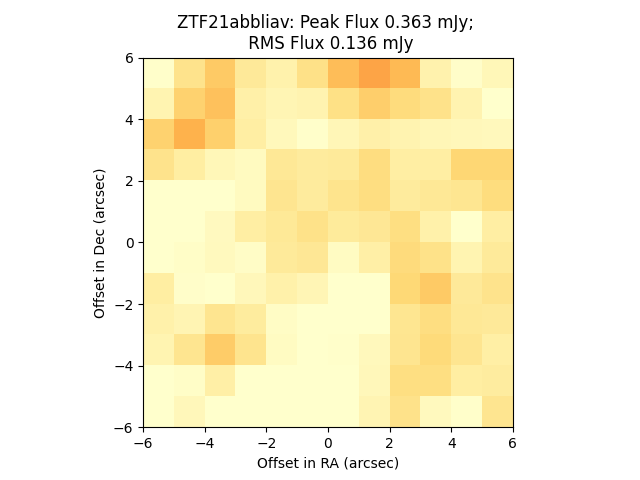 ZTF21abbliav: Peak Flux 0.363 mJy;
RMS Flux 0.136 mJy
6
4
2
0
−2
−4
−6
Offset in Dec (arcsec)
−6 −4 −2 0 2 4 6
Offset in RA (arcsec)